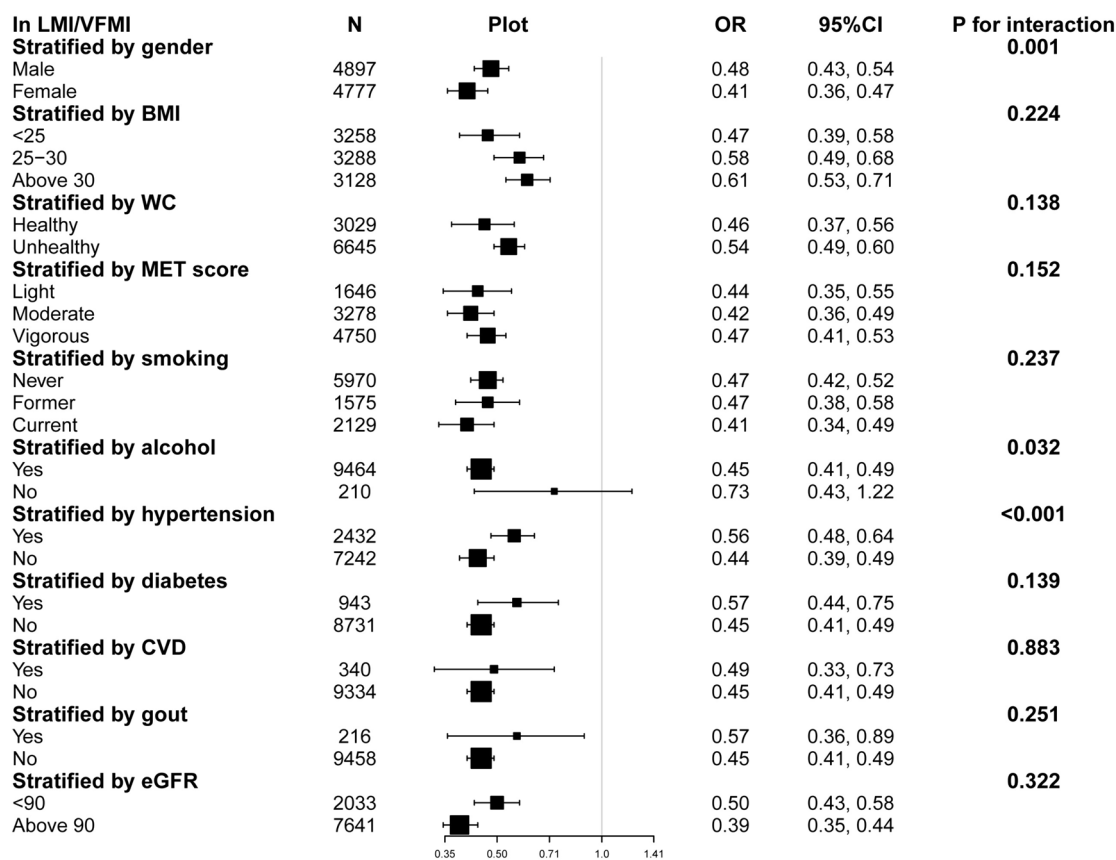 In LMI/VFMI N Plot OR 95%CI P for interaction
Stratified by gender 0.001
Male 4897 0.48 0.43, 0.54
Female 4777 0.41 0.36, 0.47
Stratified by BMI 0.224
<25 3258 0.47 0.39, 0.58
25−30 3288 0.58 0.49, 0.68
Above 30 3128 0.61 0.53, 0.71
Stratified by WC 0.138
Healthy 3029 0.46 0.37, 0.56
Unhealthy 6645 0.54 0.49, 0.60
Stratified by MET score 0.152
Light 1646 0.44 0.35, 0.55
Moderate 3278 0.42 0.36, 0.49
Vigorous 4750 0.47 0.41, 0.53
Stratified by smoking 0.237
Never 5970 0.47 0.42, 0.52
Former 1575 0.47 0.38, 0.58
Current 2129 0.41 0.34, 0.49
Stratified by alcohol 0.032
Yes 9464 0.45 0.41, 0.49
No 210 0.73 0.43, 1.22
Stratified by hypertension <0.001
Yes 2432 0.56 0.48, 0.64
No 7242 0.44 0.39, 0.49
Stratified by diabetes 0.139
Yes 943 0.57 0.44, 0.75
No 8731 0.45 0.41, 0.49
Stratified by CVD 0.883
Yes 340 0.49 0.33, 0.73
No 9334 0.45 0.41, 0.49
Stratified by gout 0.251
Yes 216 0.57 0.36, 0.89
No 9458 0.45 0.41, 0.49
Stratified by eGFR 0.322
<90 2033 0.50 0.43, 0.58
Above 90 7641 0.39 0.35, 0.44
0.35 0.50 0.71 1.0 1.41